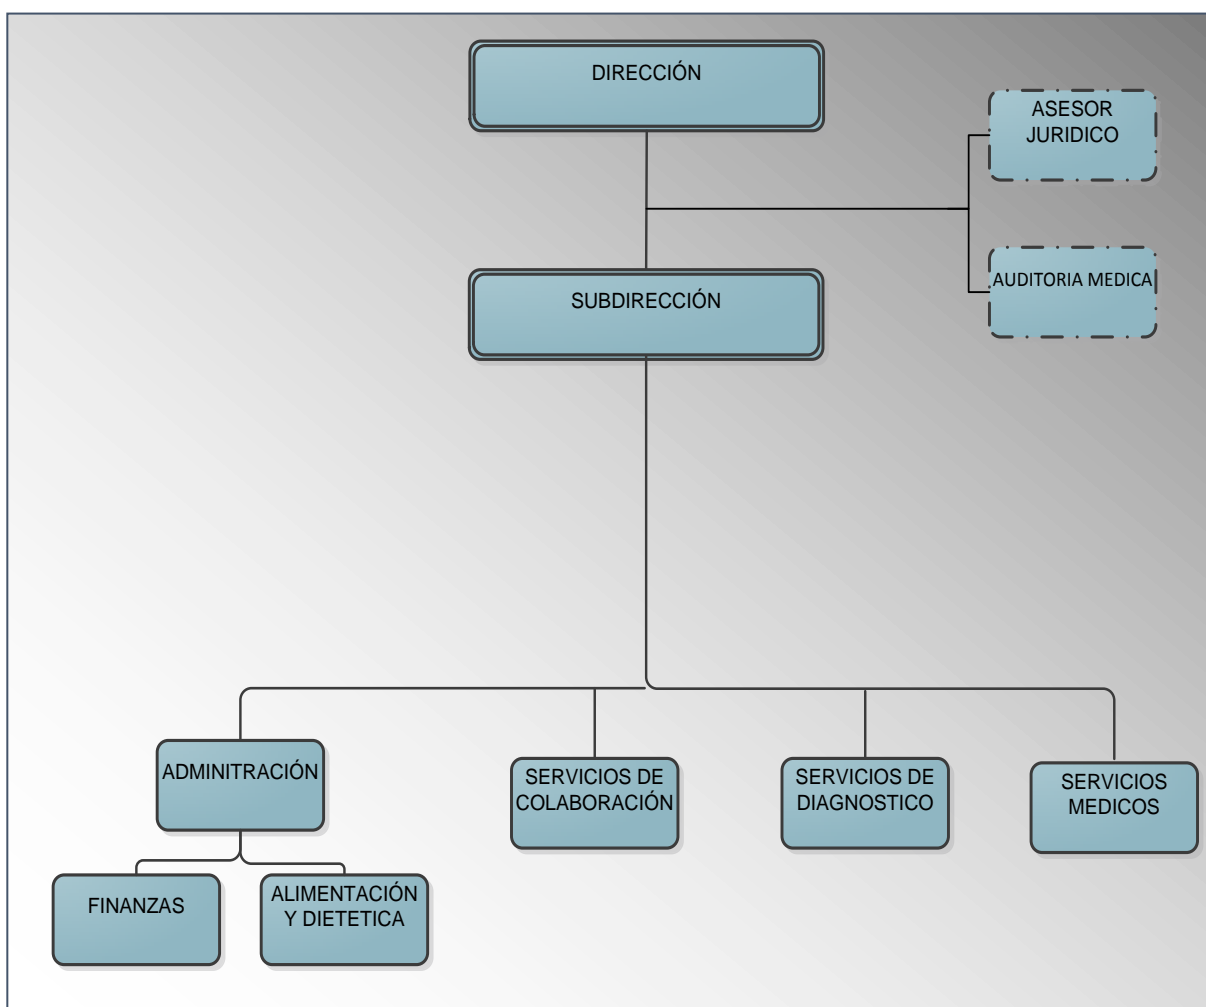 DIRECCIÓN
ASESOR
JURIDICO
SUBDIRECCIÓN
AUDITORIA MEDICA
ADMINITRACIÓN
SERVICIOS DE
COLABORACIÓN
SERVICIOS DE
DIAGNOSTICO
SERVICIOS
MEDICOS
FINANZAS
ALIMENTACIÓN
Y DIETETICA